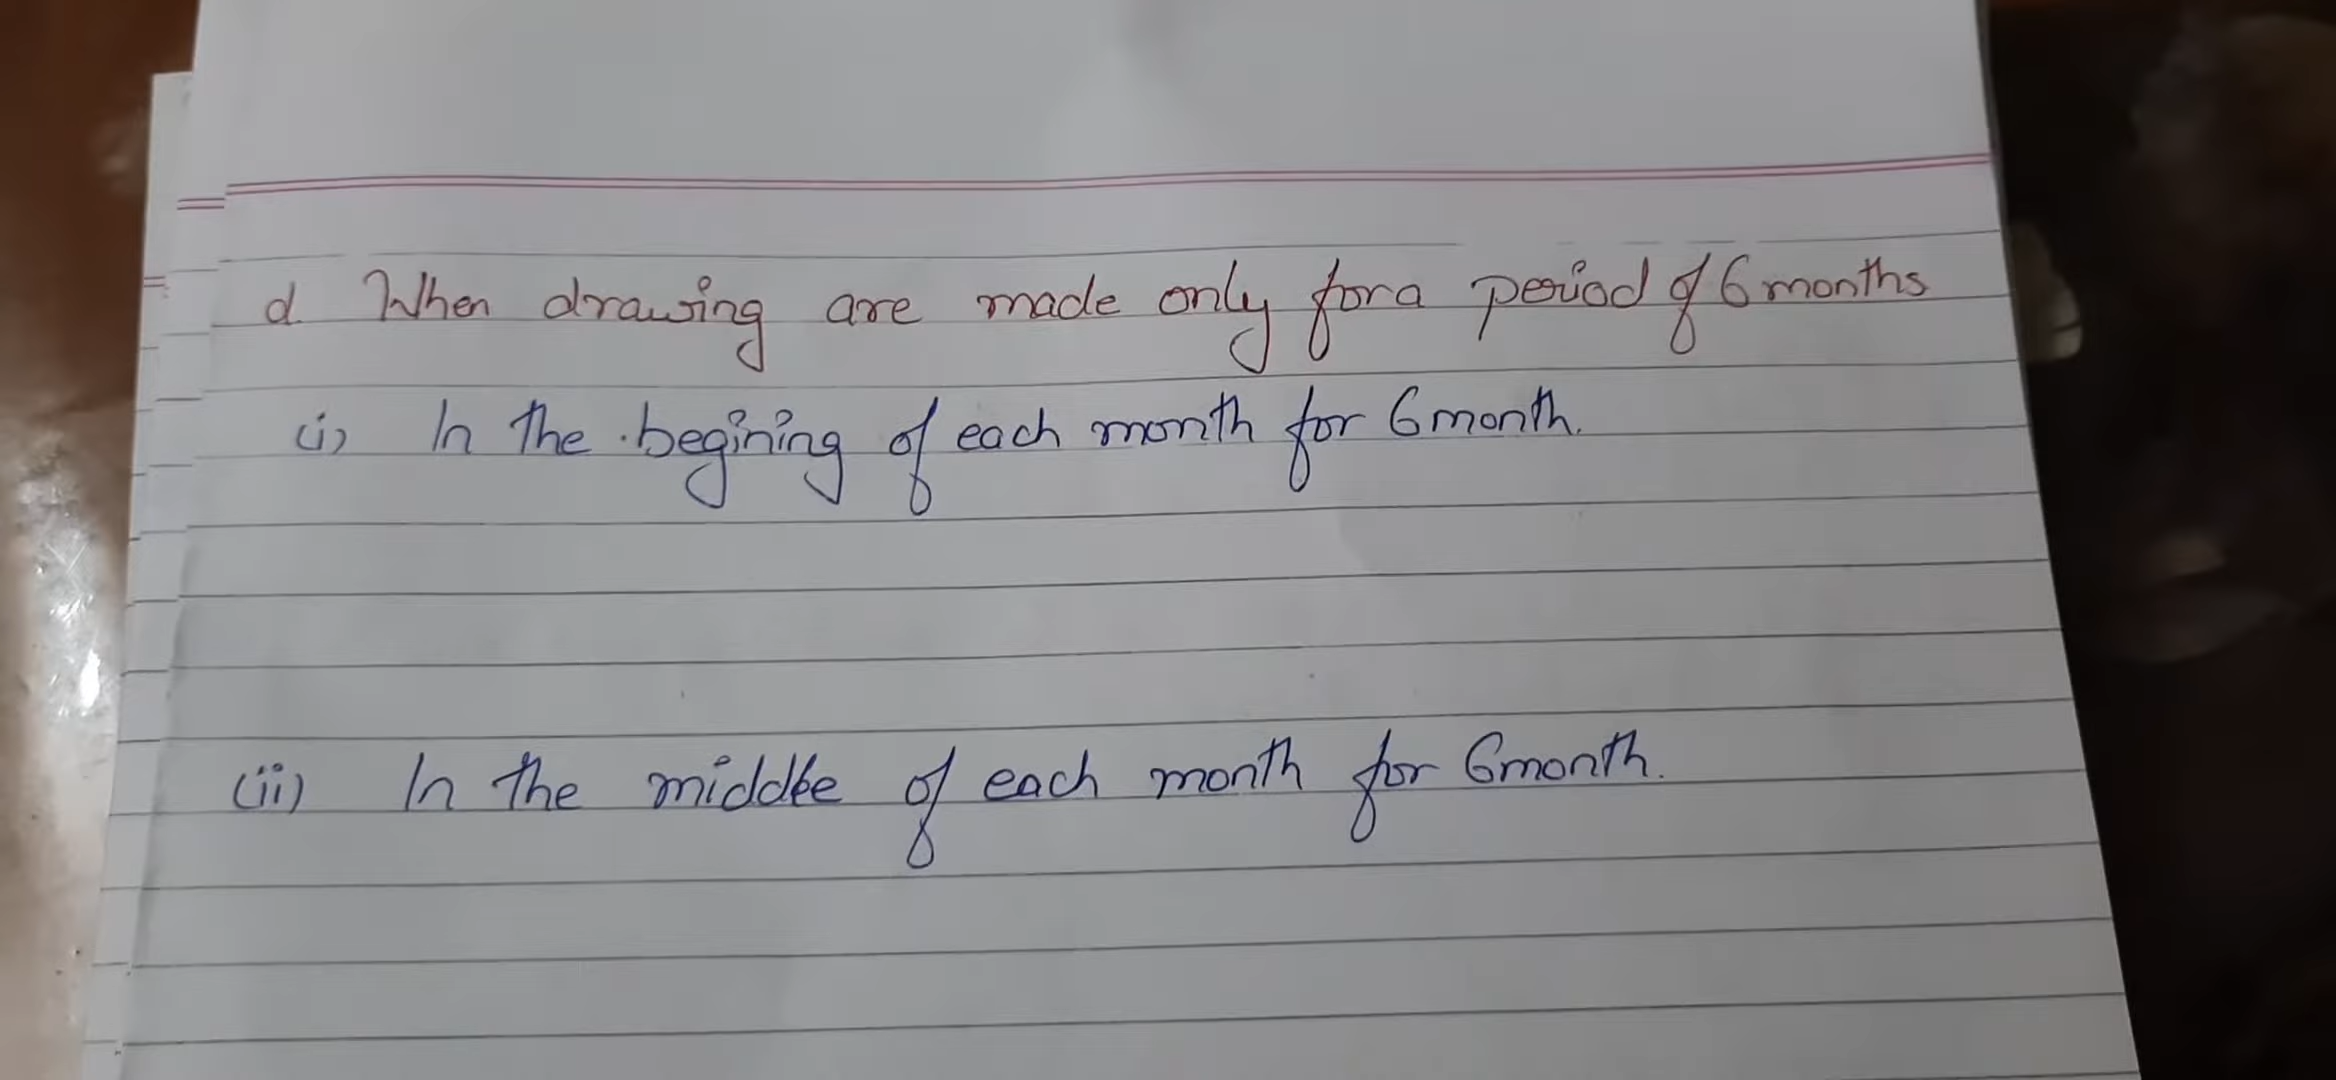 d When drawing are made only for a period of 6 months
(i) In the begining of each month for 6 month.
(ii) In the middle of each month for 6 month.